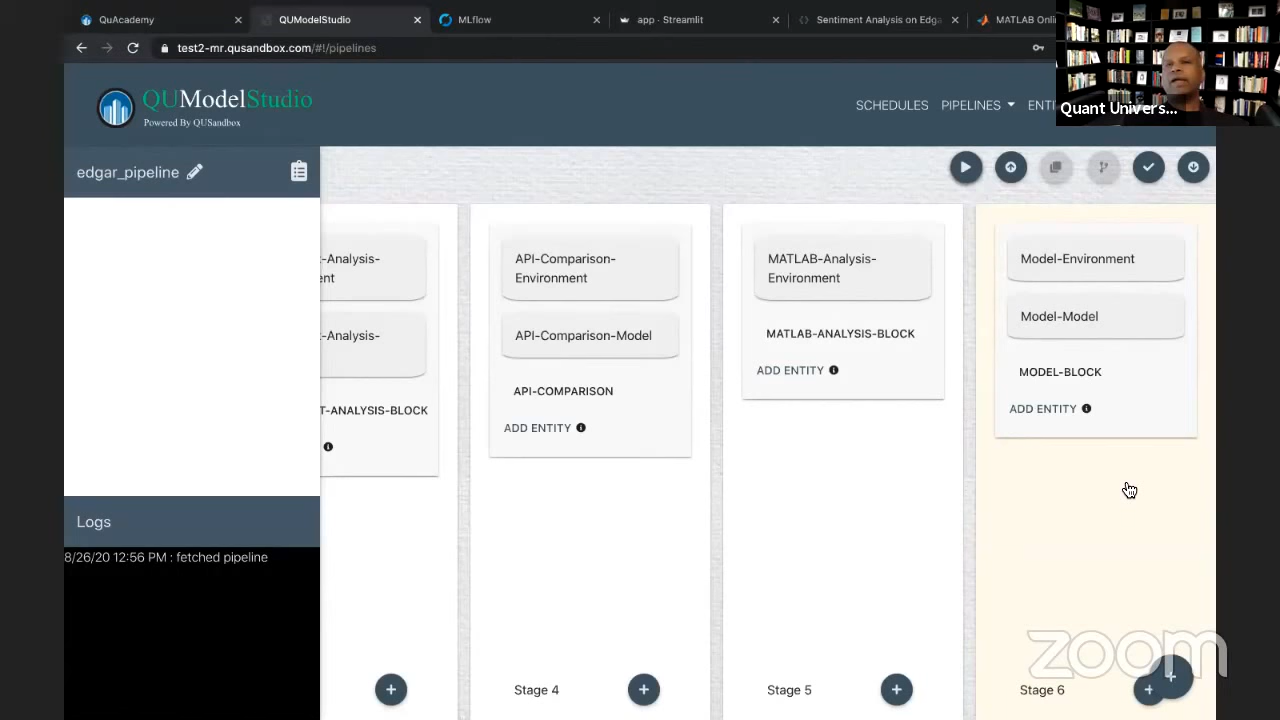 QuAcademy
QUModelStudio
MLflow
app · Streamlit
Sentiment Analysis on Edga
MATLAB Onli
test2-mr.qusandbox.com/#!/pipelines
QUModelStudio
Powered By QUSandbox
SCHEDULES
PIPELINES
ENTI
Quant Univers...
edgar_pipeline
-Analysis-
nt
-Analysis-
T-ANALYSIS-BLOCK
API-Comparison-
Environment
API-Comparison-Model
API-COMPARISON
ADD ENTITY
MATLAB-Analysis-
Environment
MATLAB-ANALYSIS-BLOCK
ADD ENTITY
Model-Environment
Model-Model
MODEL-BLOCK
ADD ENTITY
Logs
8/26/20 12:56 PM : fetched pipeline
Stage 4
Stage 5
Stage 6
zoom